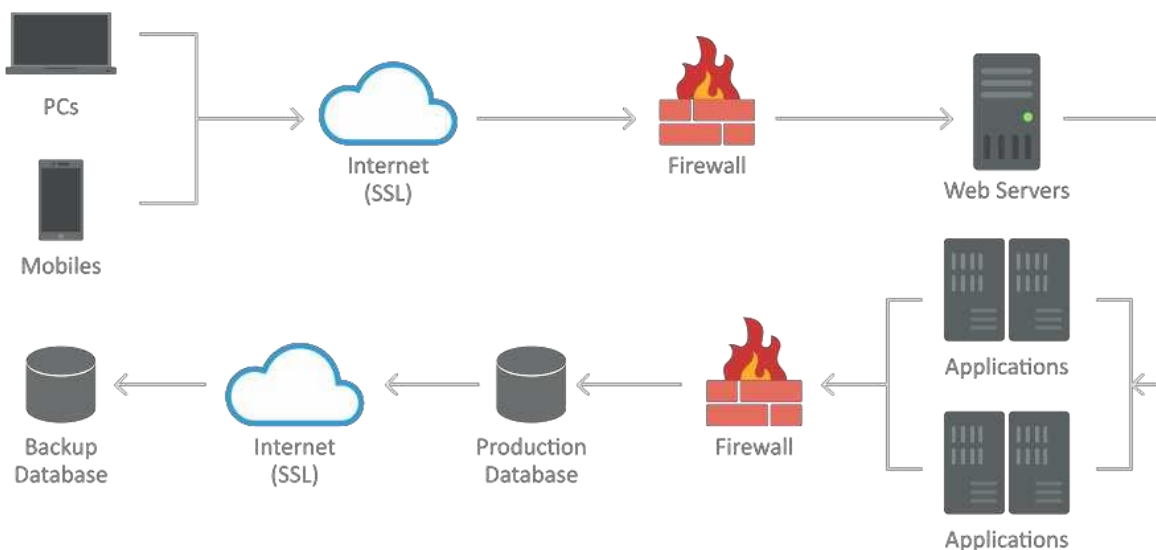 PCs
Internet
(SSL)
Firewall
Web Servers
Mobiles
Applications
Backup
Database
Internet
(SSL)
Production
Database
Firewall
Applications